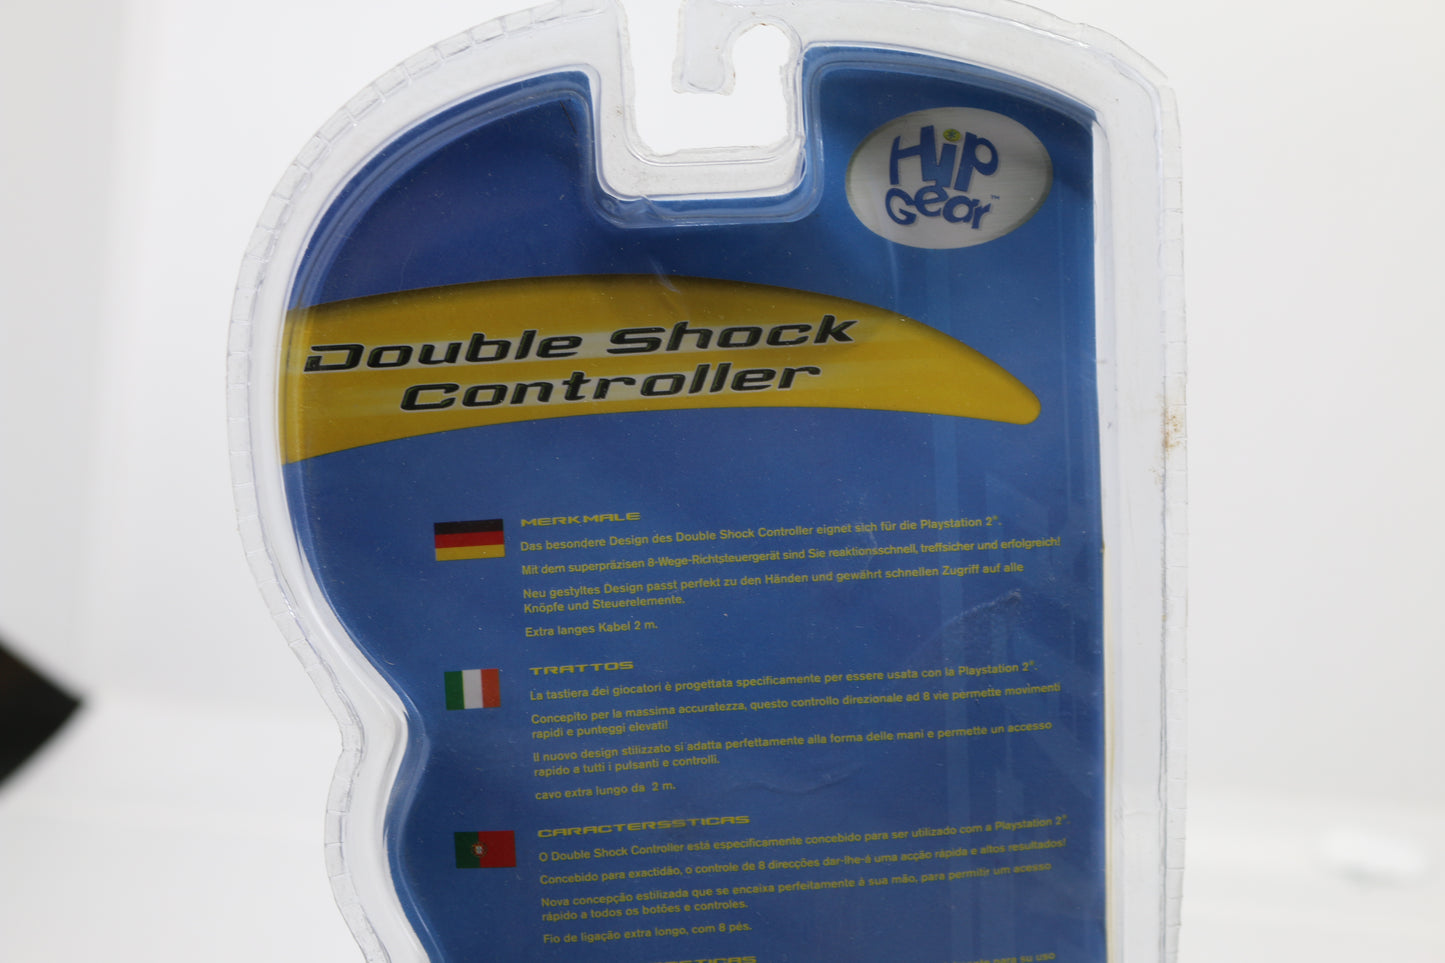 Hip
Gear™
Double Shock
Controller
MERKMALE
Das besondere Design des Double Shock Controller eignet sich für die Playstation 2®.
Mit dem superpräzisen 8-Wege-Richtsteuergerät sind Sie reaktionsschnell, treffsicher und erfolgreich!
Neu gestyltes Design passt perfekt zu den Händen und gewährt schnellen Zugriff auf alle
Knöpfe und Steuerelemente.
Extra langes Kabel 2 m.
TRATTOS
La tastiera dei giocatori è progettata specificamente per essere usata con la Playstation 2®.
Concepito per la massima accuratezza, questo controllo direzionale ad 8 vie permette movimenti
rapidi e punteggi elevati!
Il nuovo design stilizzato si adatta perfettamente alla forma delle mani e permette un accesso
rapido a tutti i pulsanti e controlli.
cavo extra lungo da 2 m.
CARACTERSSTICAS
O Double Shock Controller está especificamente concebido para ser utilizado com a Playstation 2®.
Concebido para exactidão, o controle de 8 direcções dar-lhe-á uma acção rápida e altos resultados!
Nova concepção estilizada que se encaixa perfeitamente à sua mão, para permitir um acesso
rápido a todos os botões e controles.
Fio de ligação extra longo, com 8 pés.
para su uso